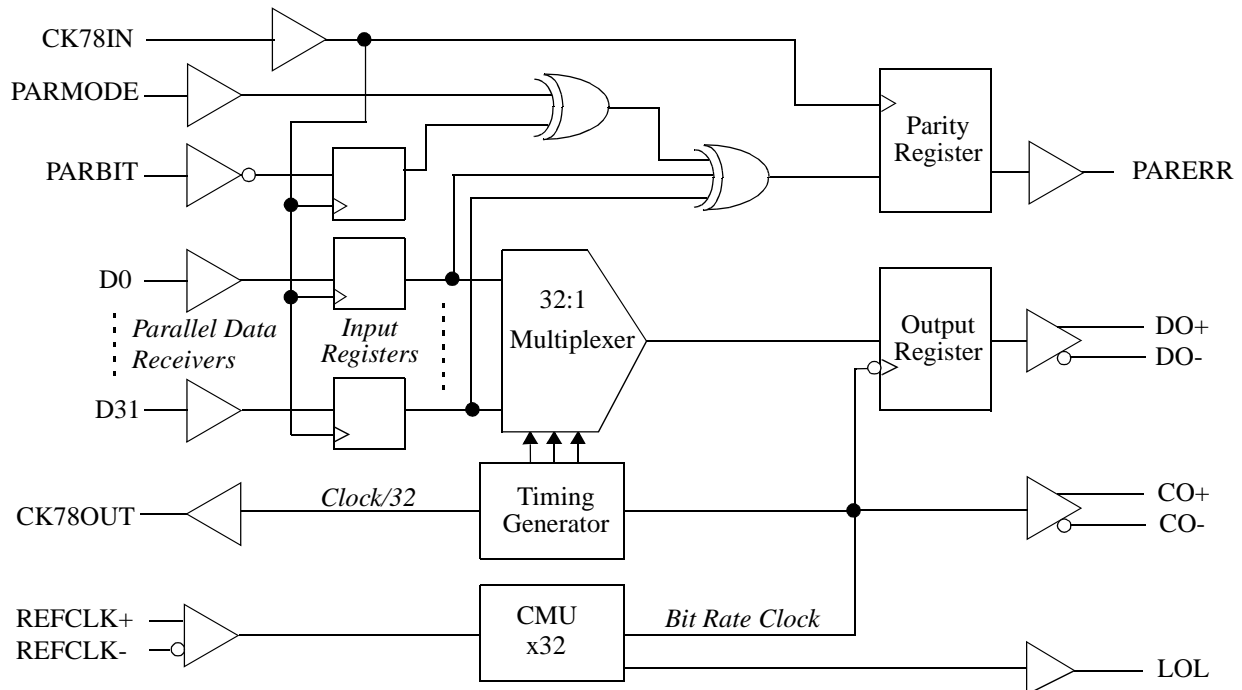 CK78IN
PARMODE
PARBIT
Parity
Register
PARERR
D0
Parallel Data
Receivers
D31
Input
Registers
32:1
Multiplexer
Output
Register
DO+
DO-
CK78OUT
Clock/32
Timing
Generator
CO+
CO-
REFCLK+
REFCLK-
CMU
x32
Bit Rate Clock
LOL